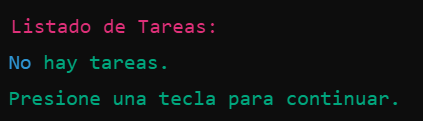 Listado de Tareas:
No hay tareas.
Presione una tecla para continuar.